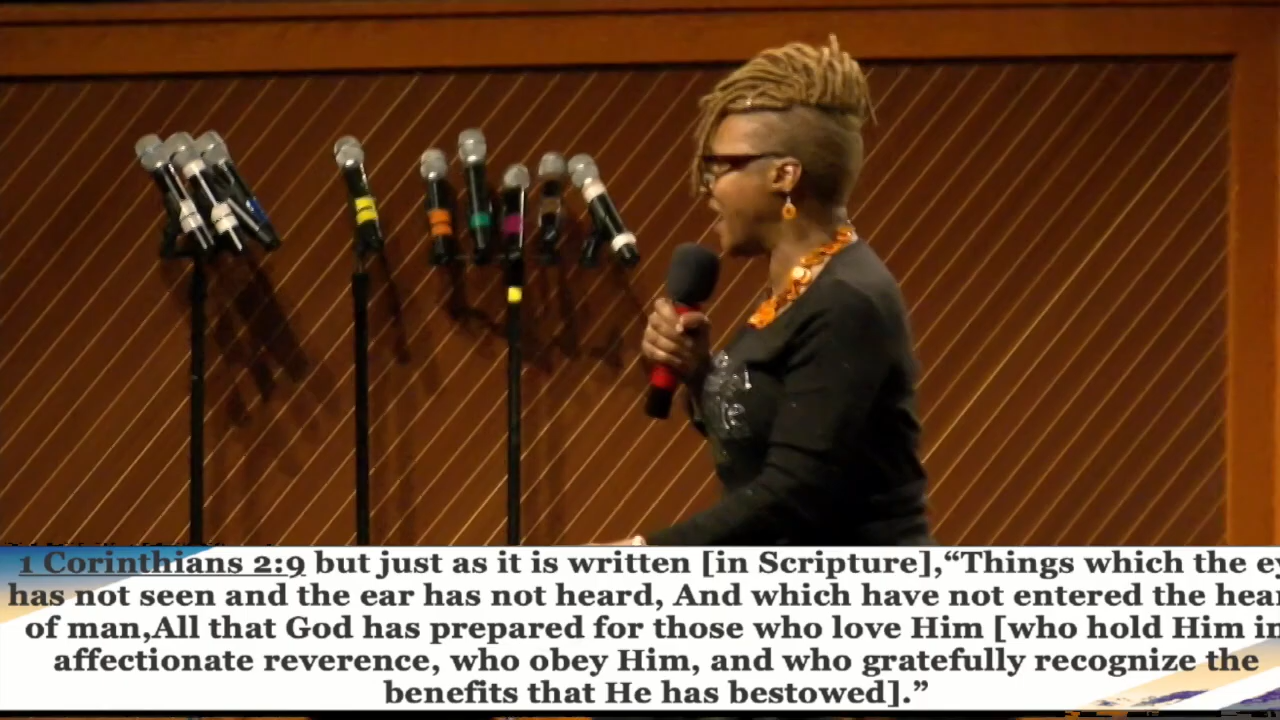 1 Corinthians 2:9 but just as it is written [in Scripture],“Things which the ey
has not seen and the ear has not heard, And which have not entered the hear
of man,All that God has prepared for those who love Him [who hold Him in
affectionate reverence, who obey Him, and who gratefully recognize the
benefits that He has bestowed].”